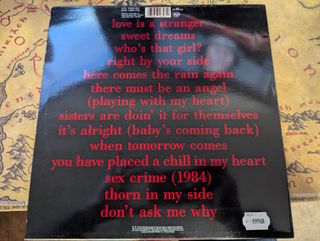 love is a stranger
sweet dreams
who's that girl?
right by your side
here comes the rain again
there must be an angel
(playing with my heart)
sisters are doin' it for themselves
it's alright (baby's coming back)
when tomorrow comes
you have placed a chill in my heart
sex crime (1984)
thorn in my side
don't ask me why